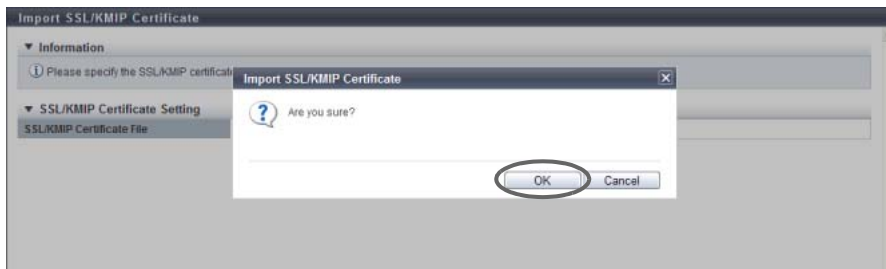 Import SSL/KMIP Certificate
▼ Information
Please specify the SSL/KMIP certificate
Import SSL/KMIP Certificate
Are you sure?
▼ SSL/KMIP Certificate Setting
SSL/KMIP Certificate File
OK Cancel